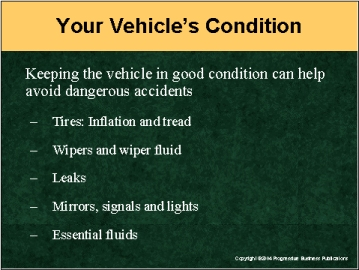 Your Vehicle's Condition
Keeping the vehicle in good condition can help
avoid dangerous accidents
– Tires: Inflation and tread
– Wipers and wiper fluid
– Leaks
– Mirrors, signals and lights
– Essential fluids
Copyright Progressive Business Publications